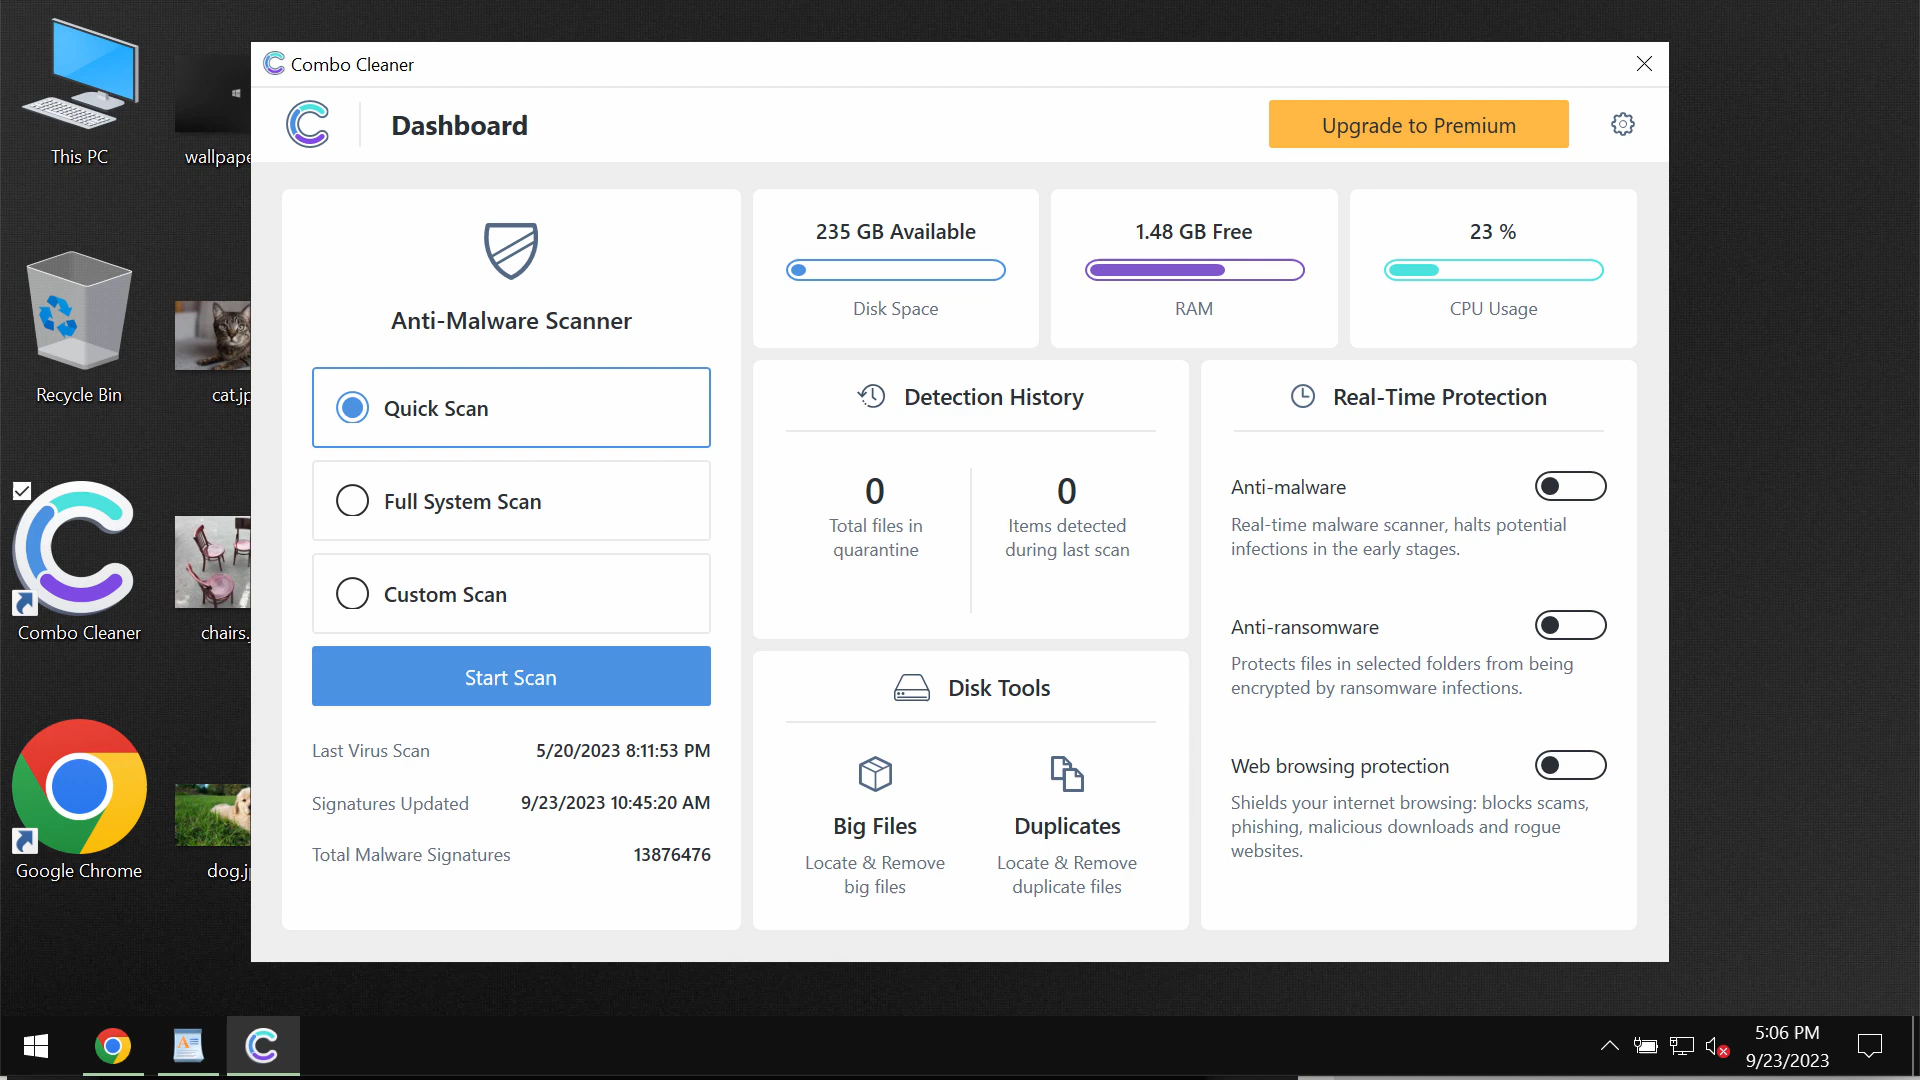 This PC
wallpape
Recycle Bin
cat.jp
Combo Cleaner
chairs.
Google Chrome
dog.j
Combo Cleaner
Dashboard
Upgrade to Premium
Anti-Malware Scanner
Quick Scan
Full System Scan
Custom Scan
Start Scan
Last Virus Scan 5/20/2023 8:11:53 PM
Signatures Updated 9/23/2023 10:45:20 AM
Total Malware Signatures 13876476
235 GB Available
Disk Space
1.48 GB Free
RAM
23 %
CPU Usage
Detection History
0
Total files in
quarantine
0
Items detected
during last scan
Disk Tools
Big Files
Locate & Remove
big files
Duplicates
Locate & Remove
duplicate files
Real-Time Protection
Anti-malware
Real-time malware scanner, halts potential
infections in the early stages.
Anti-ransomware
Protects files in selected folders from being
encrypted by ransomware infections.
Web browsing protection
Shields your internet browsing: blocks scams,
phishing, malicious downloads and rogue
websites.
5:06 PM
9/23/2023